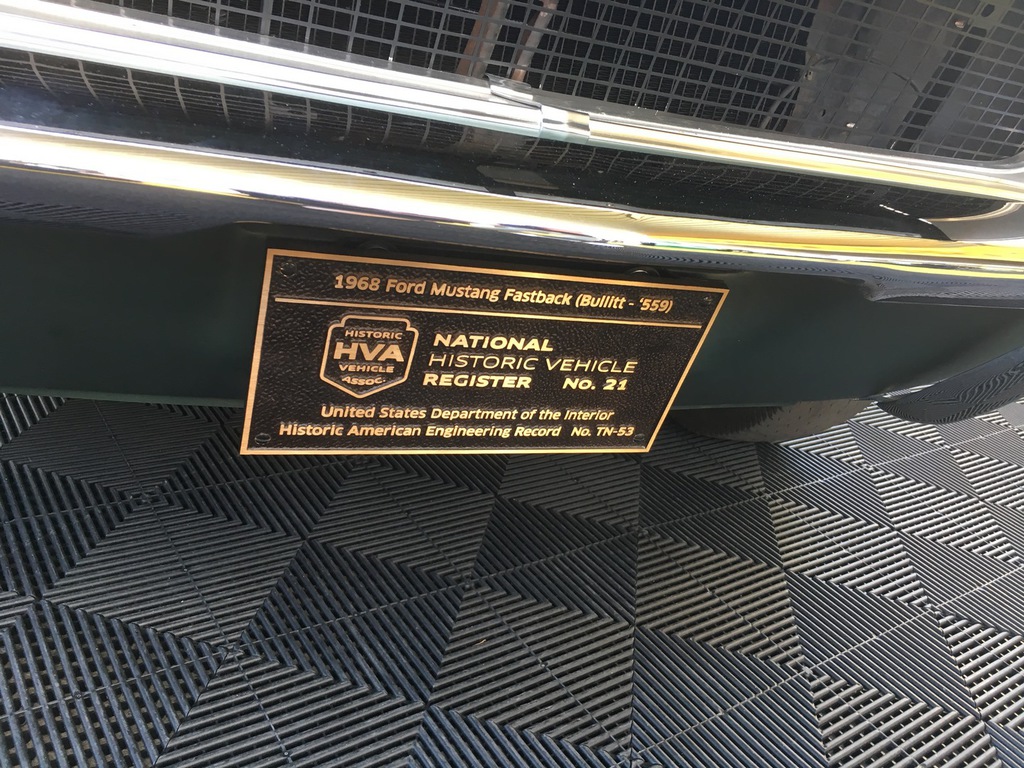 1968 Ford Mustang Fastback (Bullitt - '559)
HISTORIC
HVA
VEHICLE
ASSOC.
NATIONAL
HISTORIC VEHICLE
REGISTER No. 21
United States Department of the Interior
Historic American Engineering Record No. TN-53